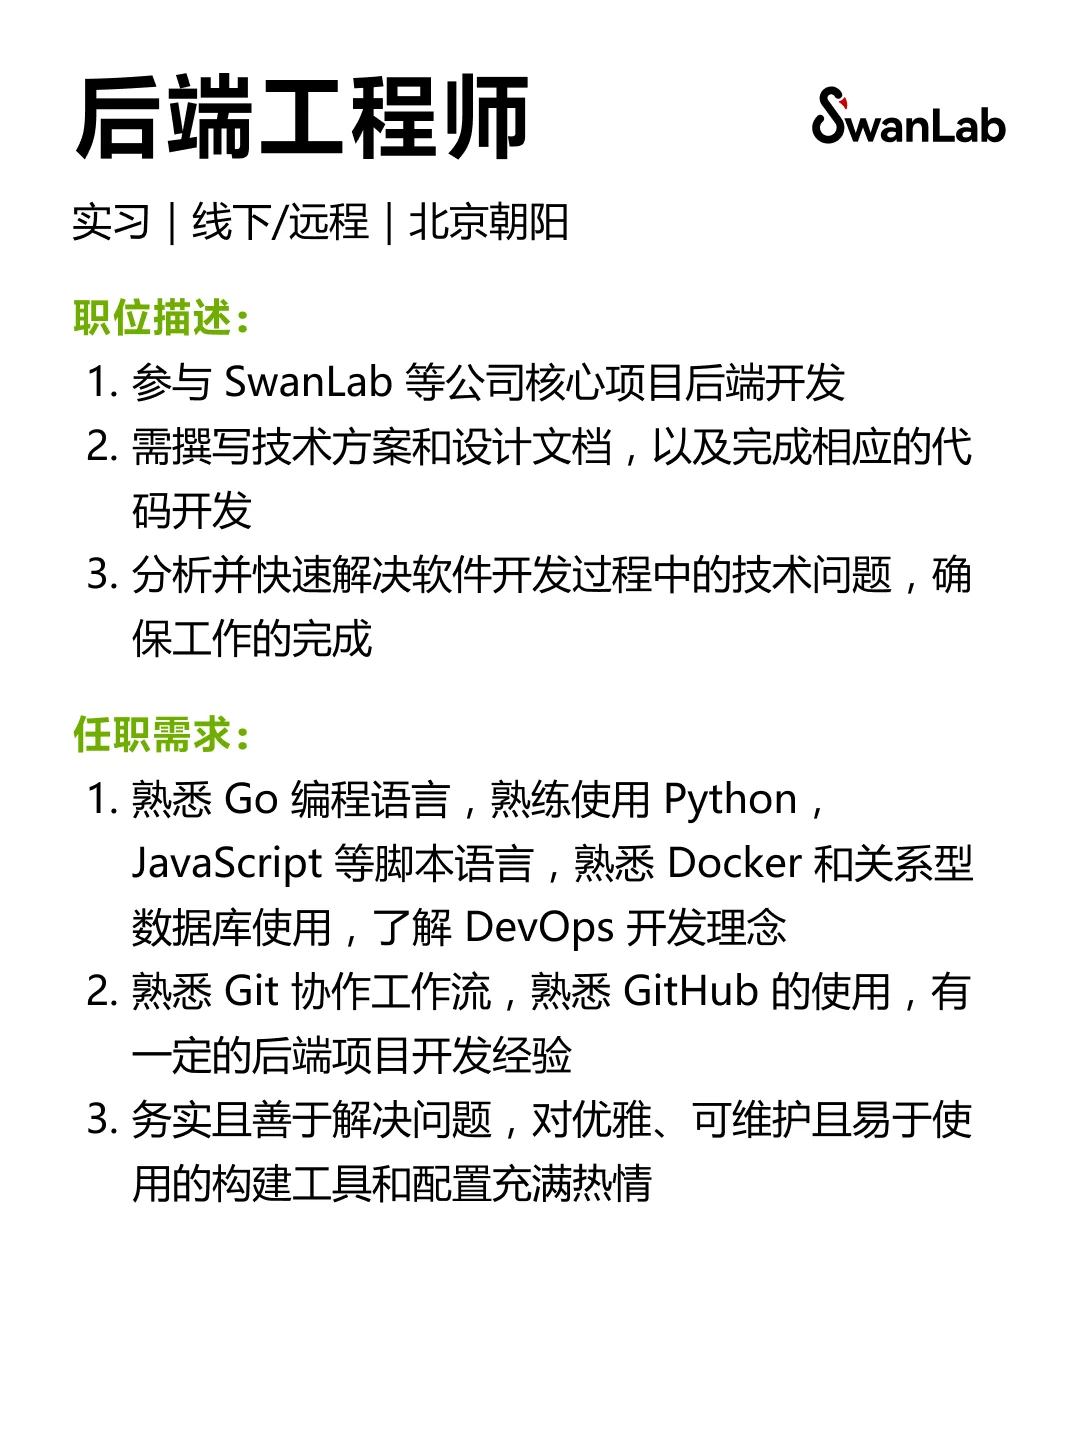 后端工程师
SwanLab
实习｜线下/远程｜北京朝阳
职位描述：
1. 参与 SwanLab 等公司核心项目后端开发
2. 需撰写技术方案和设计文档，以及完成相应的代
码开发
3. 分析并快速解决软件开发过程中的技术问题，确
保工作的完成
任职需求：
1. 熟悉 Go 编程语言，熟练使用 Python，
JavaScript 等脚本语言，熟悉 Docker 和关系型
数据库使用，了解 DevOps 开发理念
2. 熟悉 Git 协作工作流，熟悉 GitHub 的使用，有
一定的后端项目开发经验
3. 务实且善于解决问题，对优雅、可维护且易于使
用的构建工具和配置充满热情